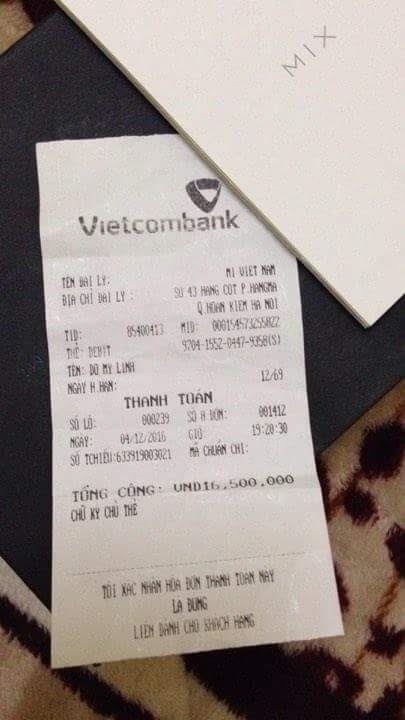 MIX
Vietcombank
TÊN ĐẠI LÝ: MI VIET NAM
ĐỊA CHỈ ĐẠI LÝ : SU 43 HANG COT P.HANGMA
Q.HOAN KIEM HA NOI
TID: 85400413 MID: 000154573255822
THẺ: DEBIT 9704-1552-0447-9358(S)
TÊN: DO MY LINH
NGÀY H.HẠN: 12/69
THANH TOÁN
SỐ LÔ: 000239 SỐ H ĐƠN: 001412
NGÀY: 04/12/2016 GIỜ: 19:20:30
SỐ TCHIẾU:633919003021 MÃ CHUẨN CHI:
TỔNG CỘNG: VND16,500,000
CHỮ KÝ CHỦ THẺ
TÔI XÁC NHẬN HÓA ĐƠN THANH TOÁN NÀY
LÀ ĐÚNG
LIÊN DÀNH CHO KHÁCH HÀNG